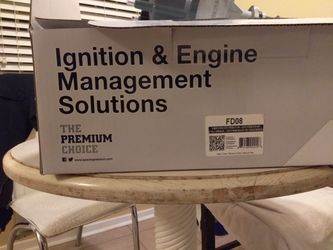 Ignition & Engine
Management
Solutions
THE
PREMIUM
CHOICE
FD08